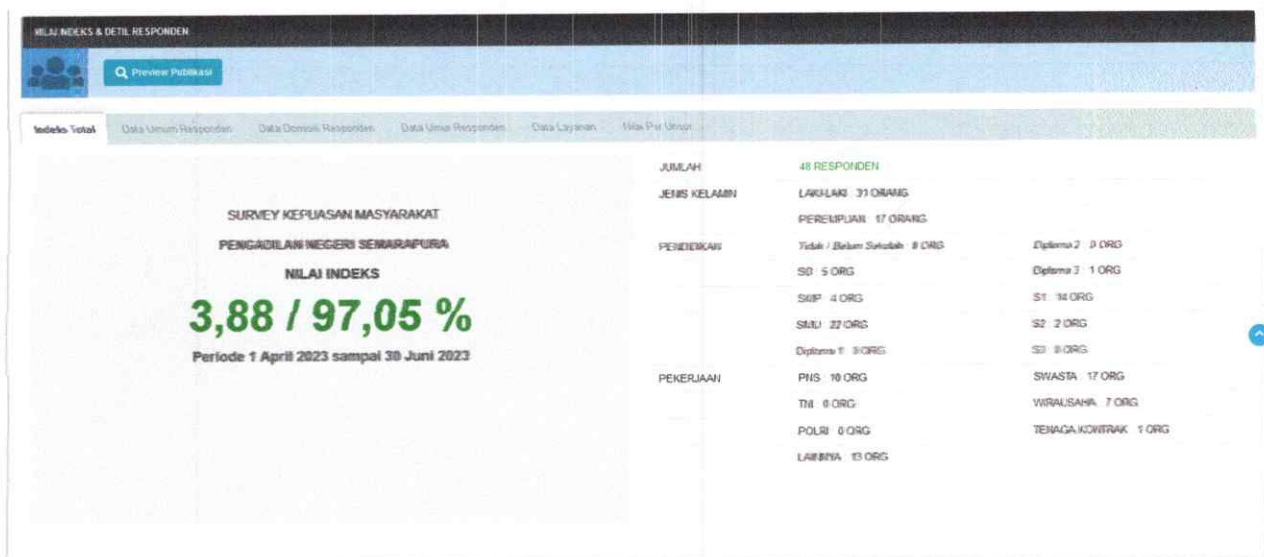 NILAI INDEKS & DETIL RESPONDEN
Preview Publikasi
Indeks Total Data Umum Responden Data Domisili Responden Data Umur Responden Data Layanan Nilai Per Unsur
SURVEY KEPUASAN MASYARAKAT
PENGADILAN NEGERI SEMARAPURA
NILAI INDEKS
3,88 / 97,05 %
Periode 1 April 2023 sampai 30 Juni 2023
JUMLAH 48 RESPONDEN
JENIS KELAMIN LAKI-LAKI : 31 ORANG
PEREMPUAN : 17 ORANG
PENDIDIKAN Tidak / Belum Sekolah : 0 ORG Diploma 2 : 0 ORG
SD : 5 ORG Diploma 3 : 1 ORG
SMP : 4 ORG S1 : 14 ORG
SMU : 22 ORG S2 : 2 ORG
Diploma 1 : 0 ORG S3 : 0 ORG
PEKERJAAN PNS : 10 ORG SWASTA : 17 ORG
TNI : 0 ORG WIRAUSAHA : 7 ORG
POLRI : 0 ORG TENAGA KONTRAK : 1 ORG
LAINNYA : 13 ORG